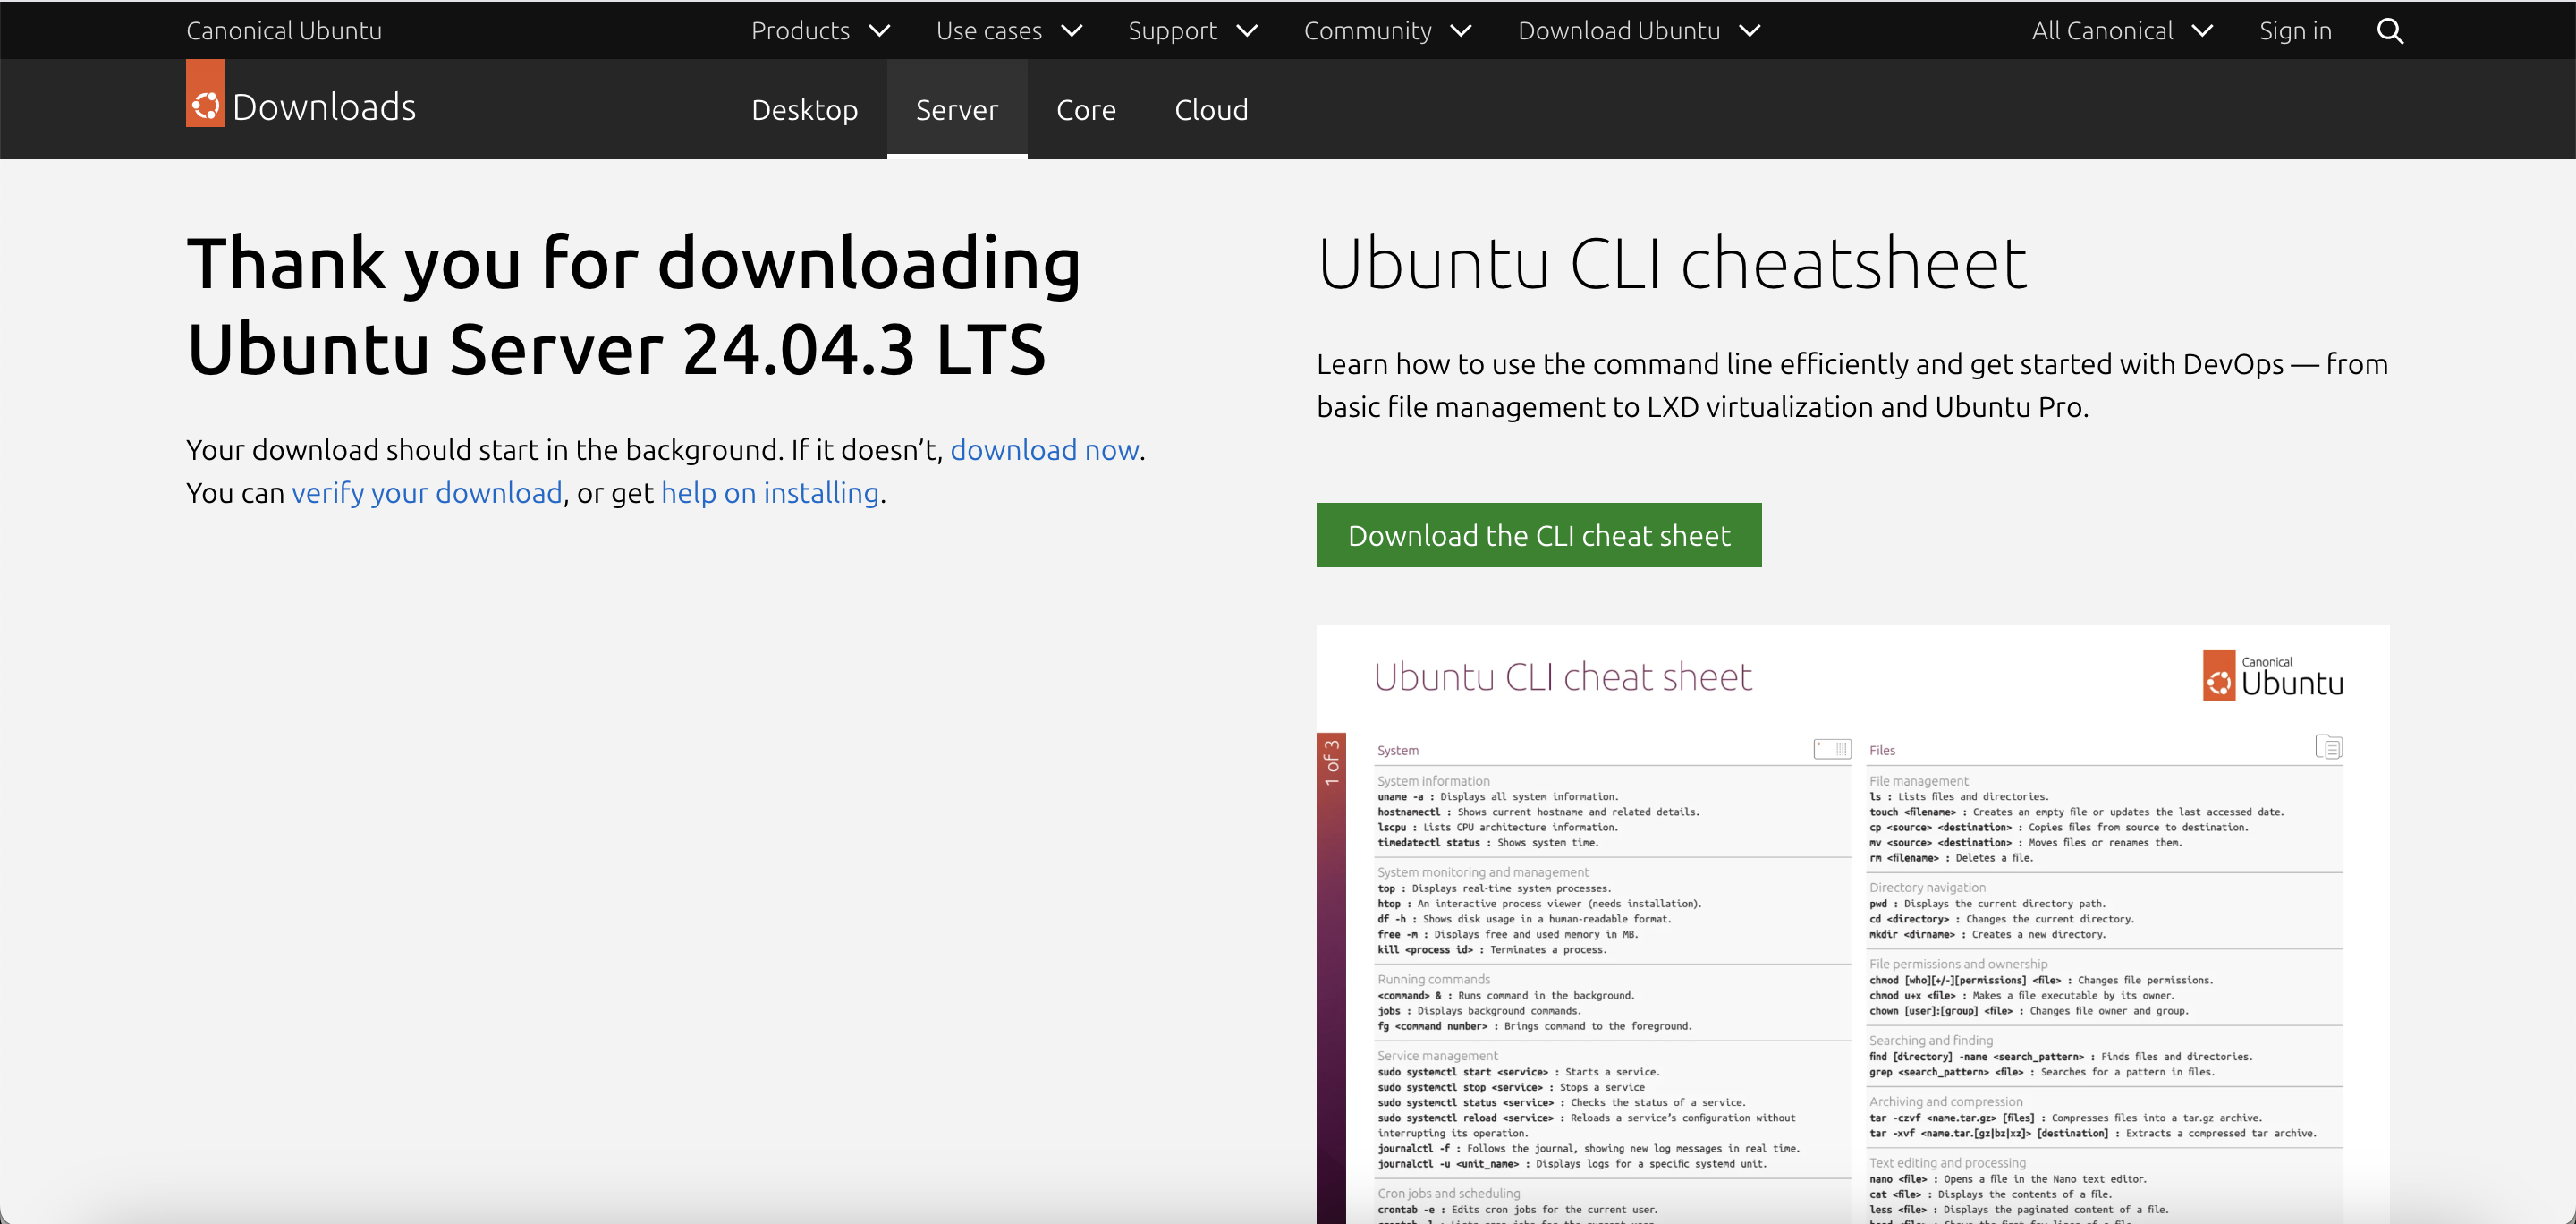 Canonical Ubuntu
Products
Use cases
Support
Community
Download Ubuntu
All Canonical
Sign in
Downloads
Desktop
Server
Core
Cloud
Thank you for downloading
Ubuntu Server 24.04.3 LTS
Your download should start in the background. If it doesn’t, download now.
You can verify your download, or get help on installing.
Ubuntu CLI cheatsheet
Learn how to use the command line efficiently and get started with DevOps — from
basic file management to LXD virtualization and Ubuntu Pro.
Download the CLI cheat sheet
Ubuntu CLI cheat sheet
Canonical
Ubuntu
1 of 3
System
System information
uname -a : Displays all system information.
hostnamectl : Shows current hostname and related details.
lscpu : Lists CPU architecture information.
timedatectl status : Shows system time.
System monitoring and management
top : Displays real-time system processes.
htop : An interactive process viewer (needs installation).
df -h : Shows disk usage in a human-readable format.
free -m : Displays free and used memory in MB.
kill <process id> : Terminates a process.
Running commands
<command> & : Runs command in the background.
jobs : Displays background commands.
fg <command number> : Brings command to the foreground.
Service management
sudo systemctl start <service> : Starts a service.
sudo systemctl stop <service> : Stops a service
sudo systemctl status <service> : Checks the status of a service.
sudo systemctl reload <service> : Reloads a service’s configuration without
interrupting its operation.
journalctl -f : Follows the journal, showing new log messages in real time.
journalctl -u <unit_name> : Displays logs for a specific systemd unit.
Cron jobs and scheduling
crontab -e : Edits cron jobs for the current user.
Files
File management
ls : Lists files and directories.
touch <filename> : Creates an empty file or updates the last accessed date.
cp <source> <destination> : Copies files from source to destination.
mv <source> <destination> : Moves files or renames them.
rm <filename> : Deletes a file.
Directory navigation
pwd : Displays the current directory path.
cd <directory> : Changes the current directory.
mkdir <dirname> : Creates a new directory.
File permissions and ownership
chmod [who][+/-][permissions] <file> : Changes file permissions.
chmod u+x <file> : Makes a file executable by its owner.
chown [user]:[group] <file> : Changes file owner and group.
Searching and finding
find [directory] -name <search_pattern> : Finds files and directories.
grep <search_pattern> <file> : Searches for a pattern in files.
Archiving and compression
tar -czvf <name.tar.gz> [files] : Compresses files into a tar.gz archive.
tar -xvf <name.tar.[gz|bz|xz]> [destination] : Extracts a compressed tar archive.
Text editing and processing
nano <file> : Opens a file in the Nano text editor.
cat <file> : Displays the contents of a file.
less <file> : Displays the paginated content of a file.